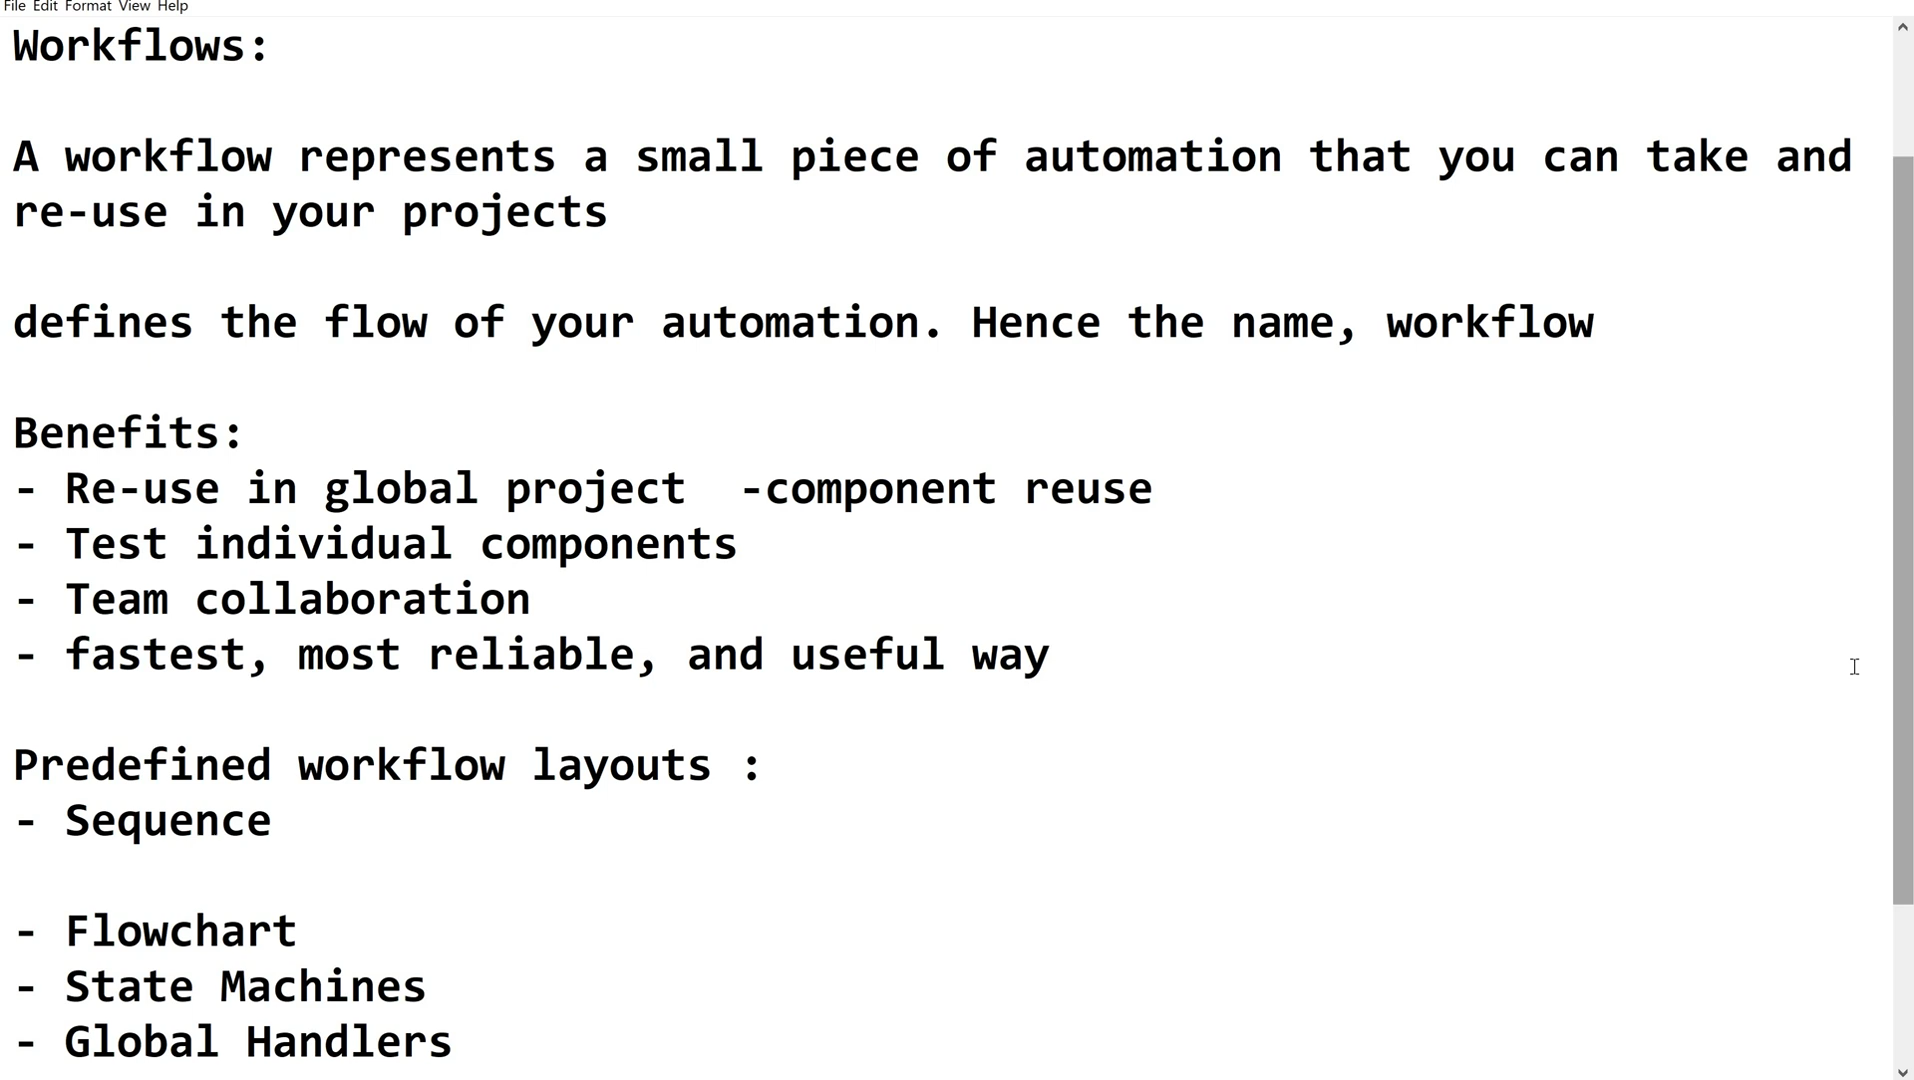 File Edit Format View Help
Workflows:
A workflow represents a small piece of automation that you can take and
re-use in your projects
defines the flow of your automation. Hence the name, workflow
Benefits:
- Re-use in global project  -component reuse
- Test individual components
- Team collaboration
- fastest, most reliable, and useful way
Predefined workflow layouts :
- Sequence
- Flowchart
- State Machines
- Global Handlers